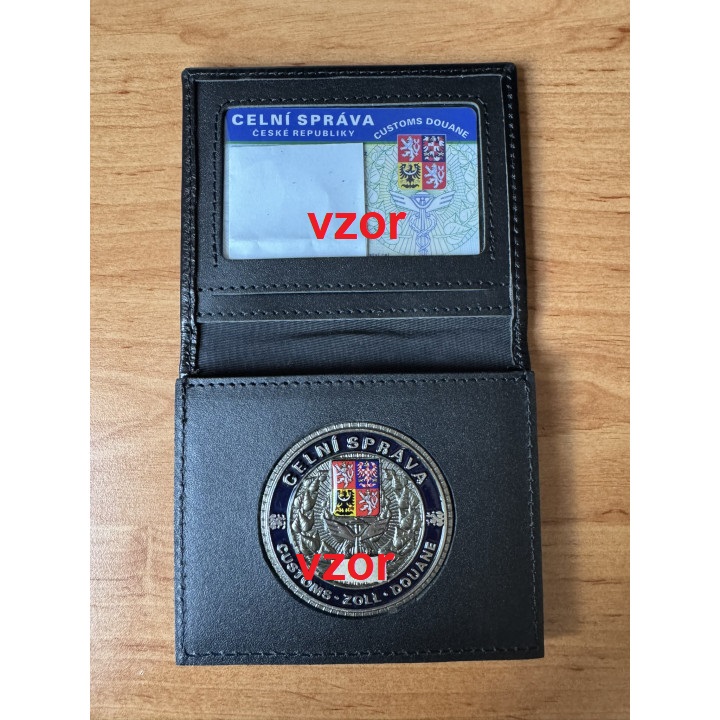 CELNÍ SPRÁVA
ČESKÉ REPUBLIKY
CUSTOMS DOUANE
vzor
CELNÍ SPRÁVA
vzor
CUSTOMS - ZOLL - DOUANE